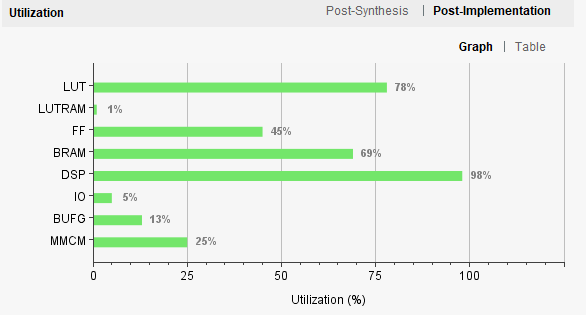 Utilization Post-Synthesis | Post-Implementation
Graph | Table
LUT 78%
LUTRAM 1%
FF 45%
BRAM 69%
DSP 98%
IO 5%
BUFG 13%
MMCM 25%
0 25 50 75 100
Utilization (%)